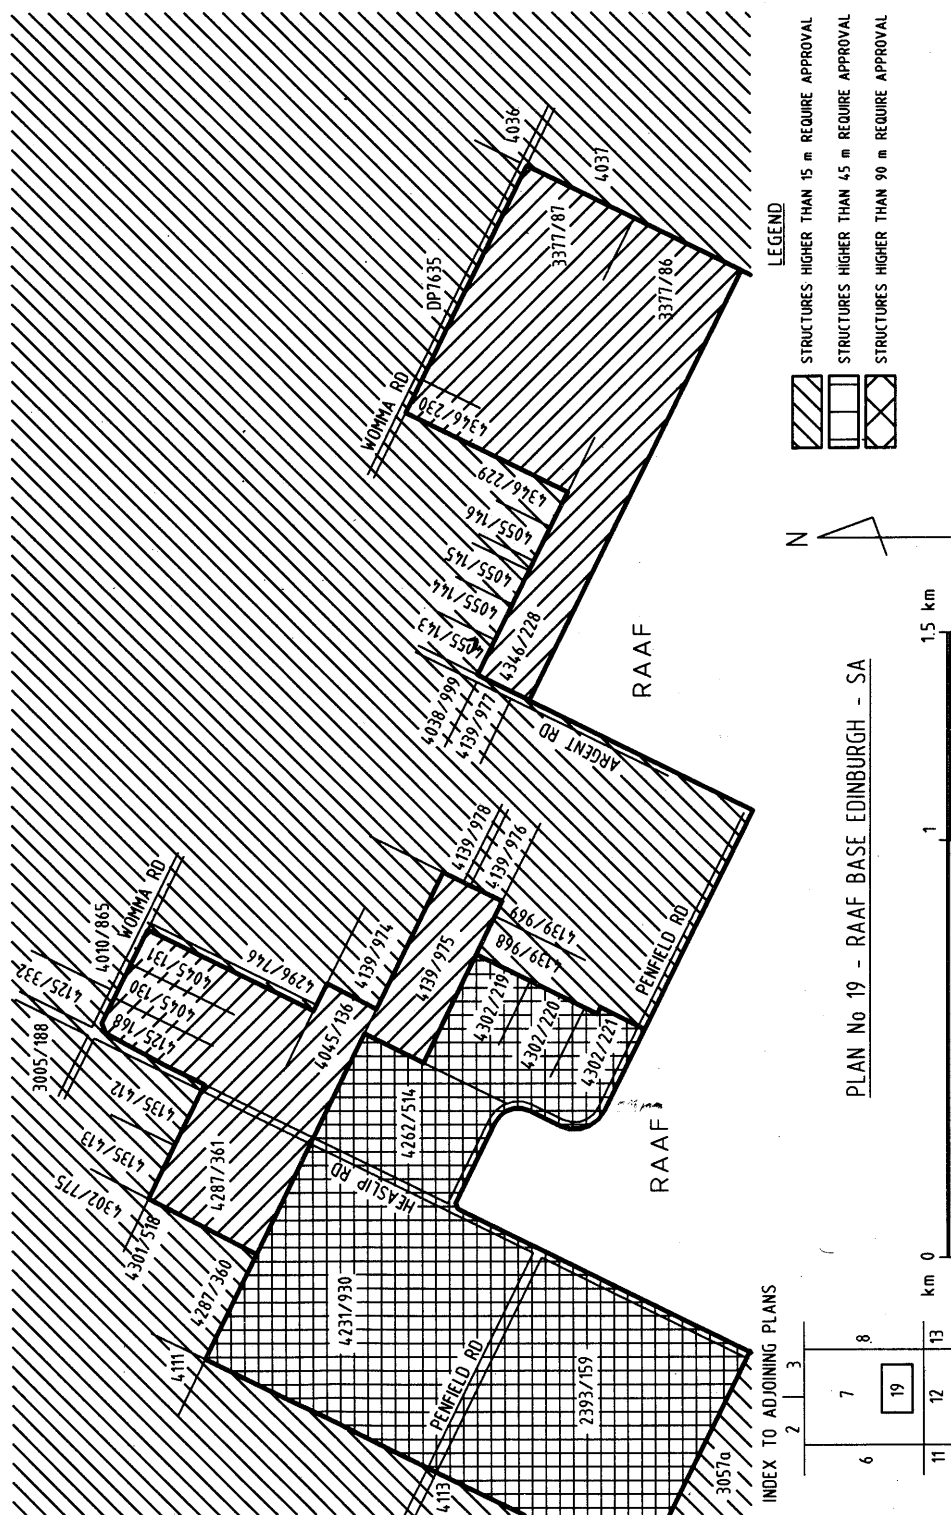 4036
4037
DP7635
WOMMA RD
3377/87
3377/86
4346/230
4346/229
4055/146
4055/145
4055/144
4055/143
4346/228
4038/999
4139/977
ARGENT RD
RAAF
4139/978
4139/976
4139/969
4139/968
PENFIELD RD
4010/865
WOMMA RD
4125/332
3005/188
4045/131
4045/130
4125/168
4296/746
4139/974
4139/975
4045/136
4135/412
4135/413
4302/775
4301/518
4287/361
4287/360
4111
4302/219
4302/220
4302/221
4262/514
HEASLIP RD
RAAF
4231/930
PENFIELD RD
2393/159
4113
3057a
LEGEND
STRUCTURES HIGHER THAN 15 m REQUIRE APPROVAL
STRUCTURES HIGHER THAN 45 m REQUIRE APPROVAL
STRUCTURES HIGHER THAN 90 m REQUIRE APPROVAL
N
PLAN No 19 - RAAF BASE EDINBURGH - SA
km 0 1 1.5 km
INDEX TO ADJOINING PLANS
2 3
6 7 8
19
11 12 13